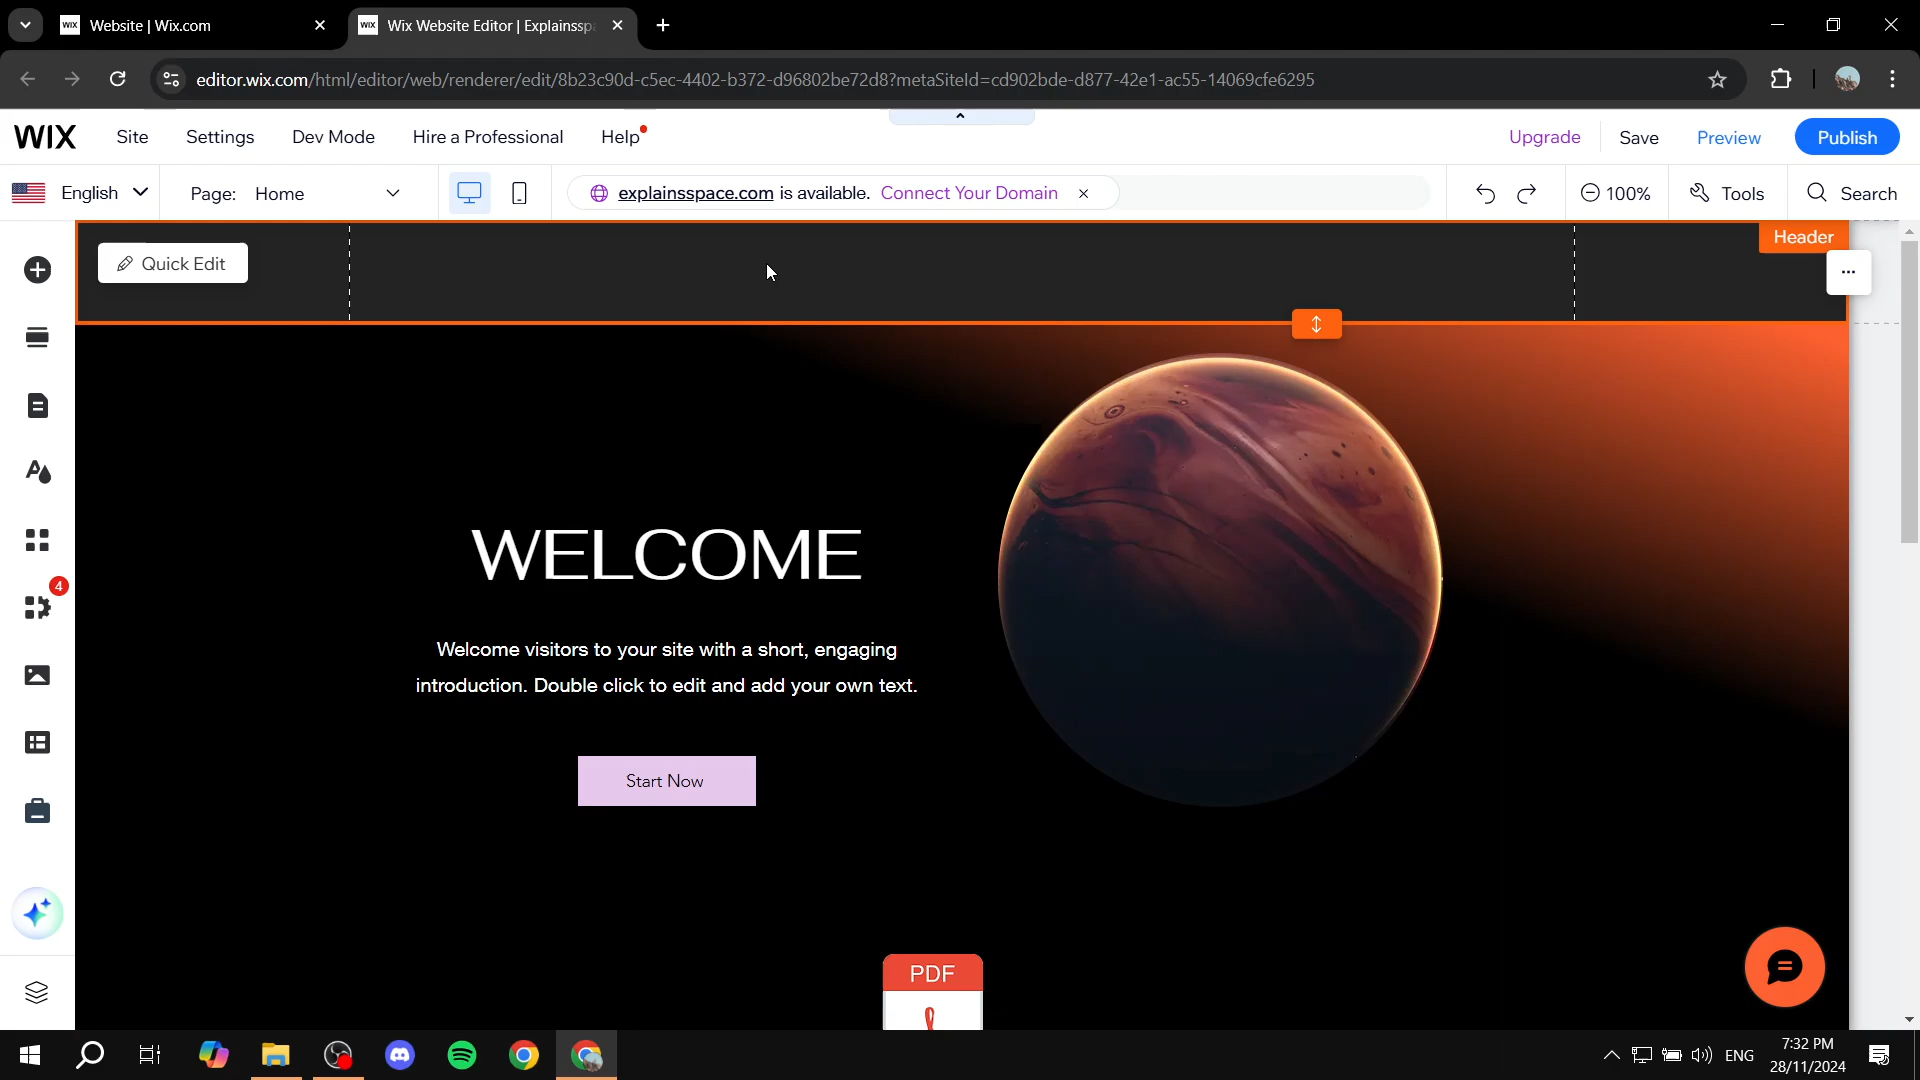 WIX Website | Wix.com
WIX Wix Website Editor | Explainssp
editor.wix.com/html/editor/web/renderer/edit/8b23c90d-c5ec-4402-b372-d96802be72d8?metaSiteId=cd902bde-d877-42e1-ac55-14069cfe6295
WIX Site Settings Dev Mode Hire a Professional Help Upgrade Save Preview Publish
English Page: Home explainsspace.com is available. Connect Your Domain 100% Tools Search
Quick Edit
Header
4
WELCOME
Welcome visitors to your site with a short, engaging
introduction. Double click to edit and add your own text.
Start Now
PDF
ENG
7:32 PM
28/11/2024